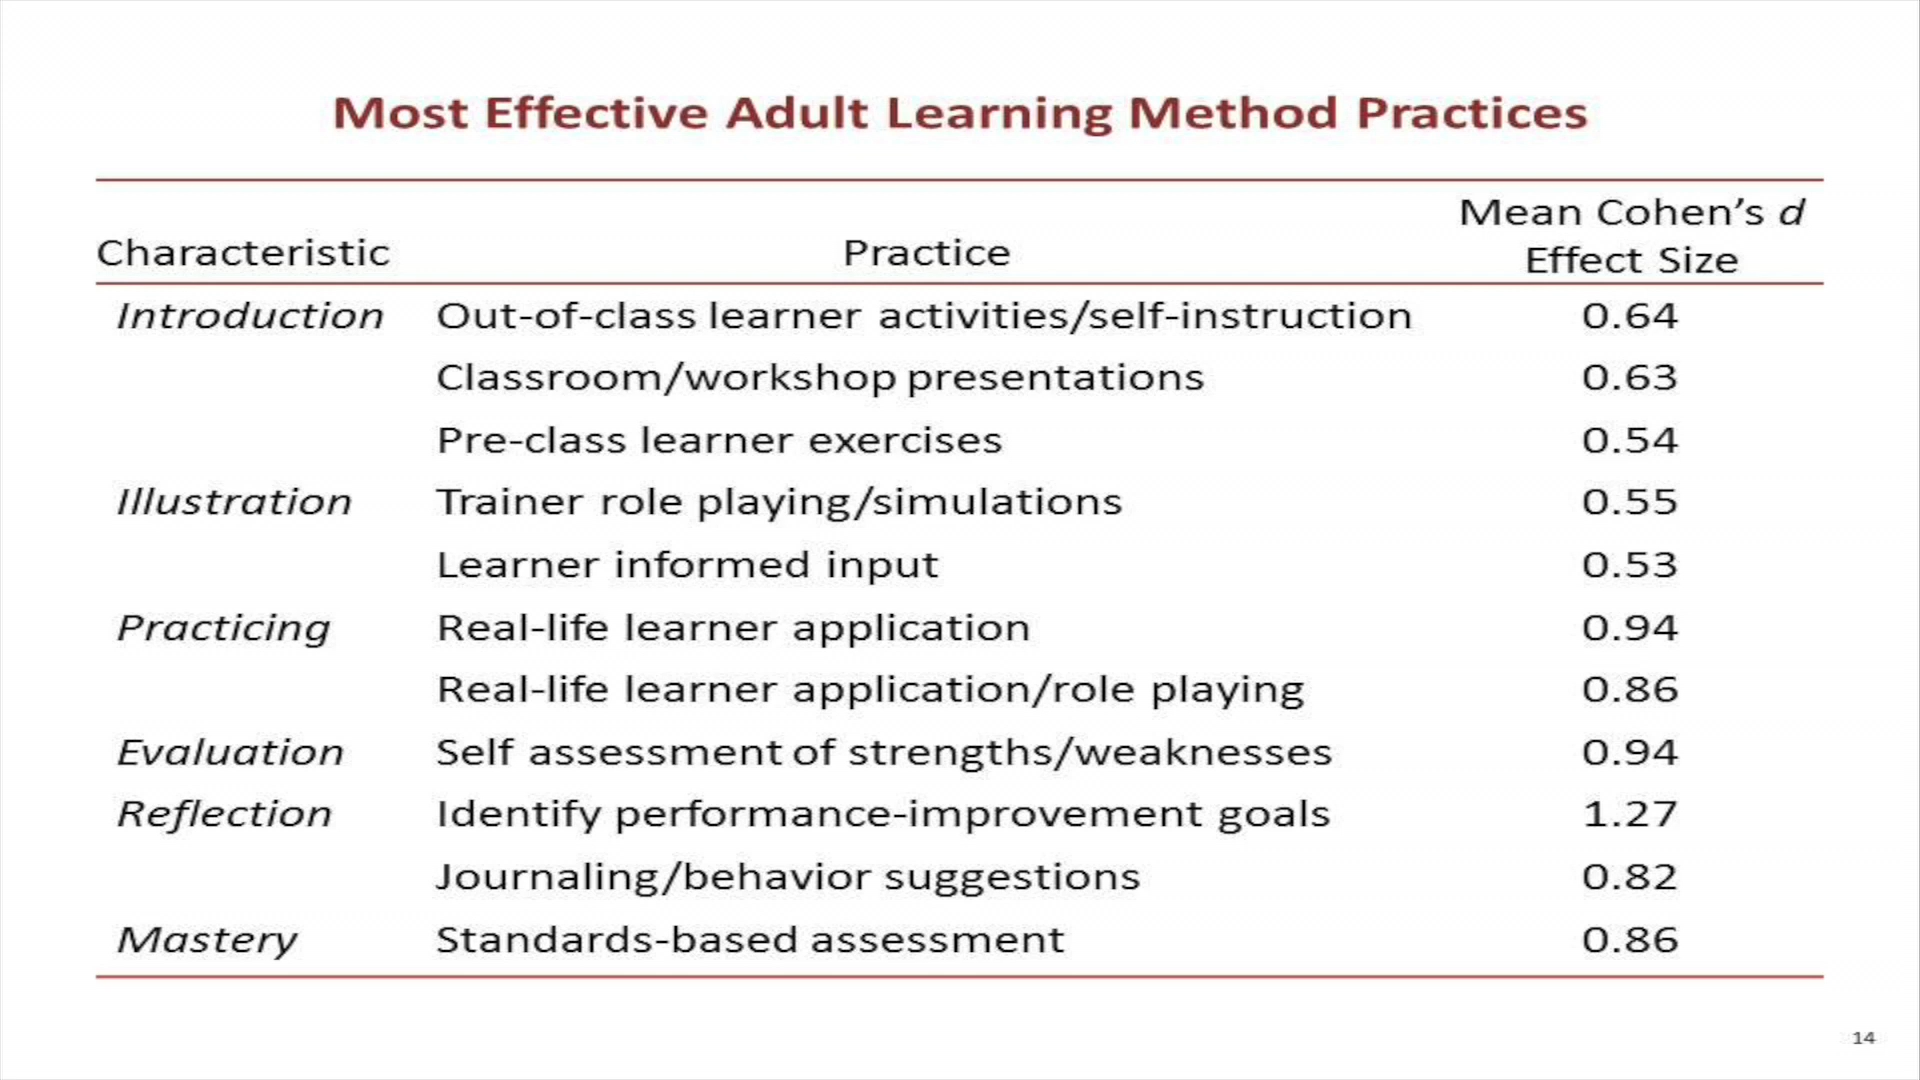 Most Effective Adult Learning Method Practices
Characteristic Practice Mean Cohen’s d Effect Size
Introduction Out-of-class learner activities/self-instruction 0.64
Classroom/workshop presentations 0.63
Pre-class learner exercises 0.54
Illustration Trainer role playing/simulations 0.55
Learner informed input 0.53
Practicing Real-life learner application 0.94
Real-life learner application/role playing 0.86
Evaluation Self assessment of strengths/weaknesses 0.94
Reflection Identify performance-improvement goals 1.27
Journaling/behavior suggestions 0.82
Mastery Standards-based assessment 0.86
14